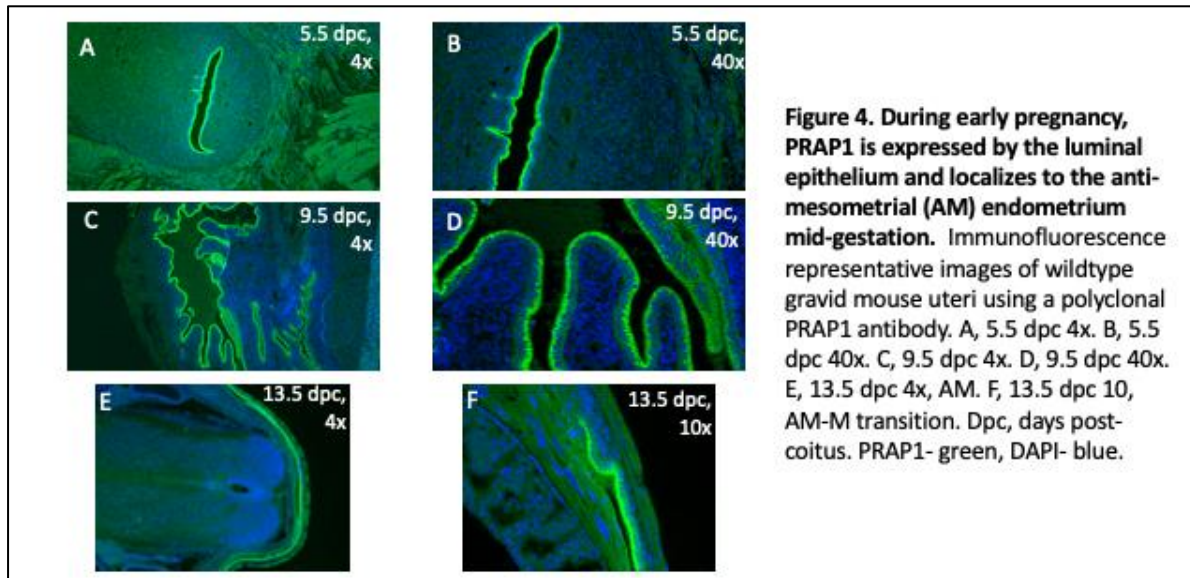 A
5.5 dpc,
4x
B
5.5 dpc,
40x
C
9.5 dpc,
4x
D
9.5 dpc,
40x
E
13.5 dpc,
4x
F
13.5 dpc,
10x
Figure 4. During early pregnancy,
PRAP1 is expressed by the luminal
epithelium and localizes to the anti-
mesometrial (AM) endometrium
mid-gestation. Immunofluorescence
representative images of wildtype
gravid mouse uteri using a polyclonal
PRAP1 antibody. A, 5.5 dpc 4x. B, 5.5
dpc 40x. C, 9.5 dpc 4x. D, 9.5 dpc 40x.
E, 13.5 dpc 4x, AM. F, 13.5 dpc 10,
AM-M transition. Dpc, days post-
coitus. PRAP1- green, DAPI- blue.